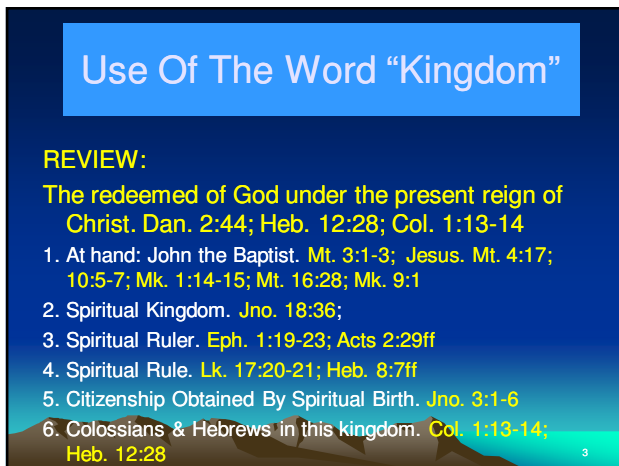 Use Of The Word “Kingdom”
REVIEW:
The redeemed of God under the present reign of
Christ. Dan. 2:44; Heb. 12:28; Col. 1:13-14
1. At hand: John the Baptist. Mt. 3:1-3; Jesus. Mt. 4:17;
10:5-7; Mk. 1:14-15; Mt. 16:28; Mk. 9:1
2. Spiritual Kingdom. Jno. 18:36;
3. Spiritual Ruler. Eph. 1:19-23; Acts 2:29ff
4. Spiritual Rule. Lk. 17:20-21; Heb. 8:7ff
5. Citizenship Obtained By Spiritual Birth. Jno. 3:1-6
6. Colossians & Hebrews in this kingdom. Col. 1:13-14;
Heb. 12:28
3